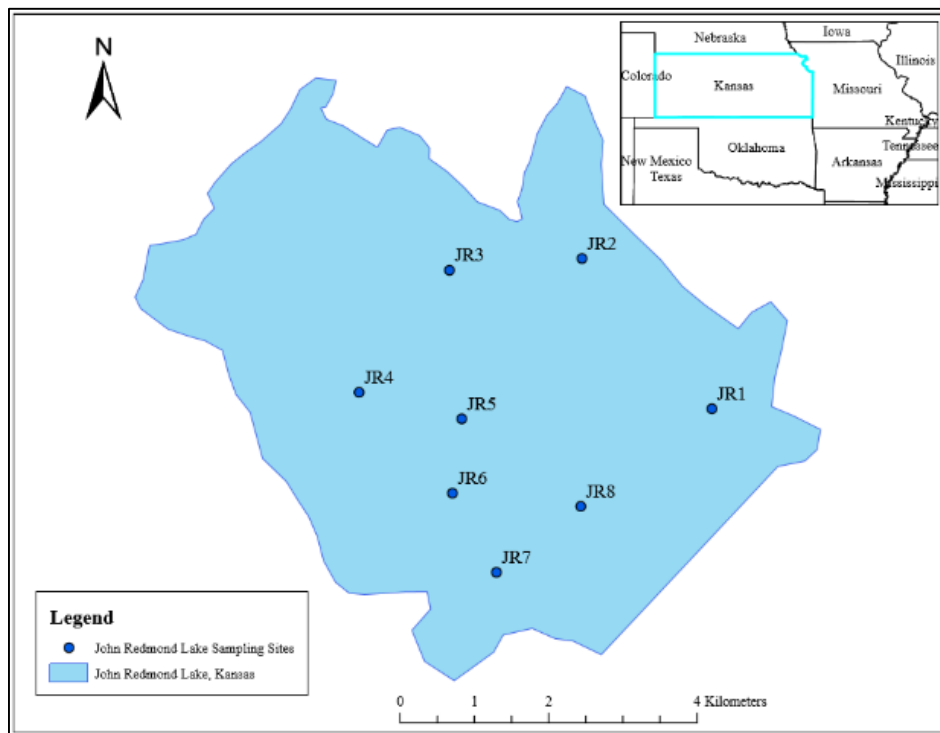 N
Nebraska
Iowa
Illinois
Colorado
Kansas
Missouri
Kentucky
Tennessee
Oklahoma
Arkansas
New Mexico
Texas
Mississippi
JR2
JR3
JR4
JR1
JR5
JR6
JR8
JR7
Legend
John Redmond Lake Sampling Sites
John Redmond Lake, Kansas
0 1 2 4 Kilometers